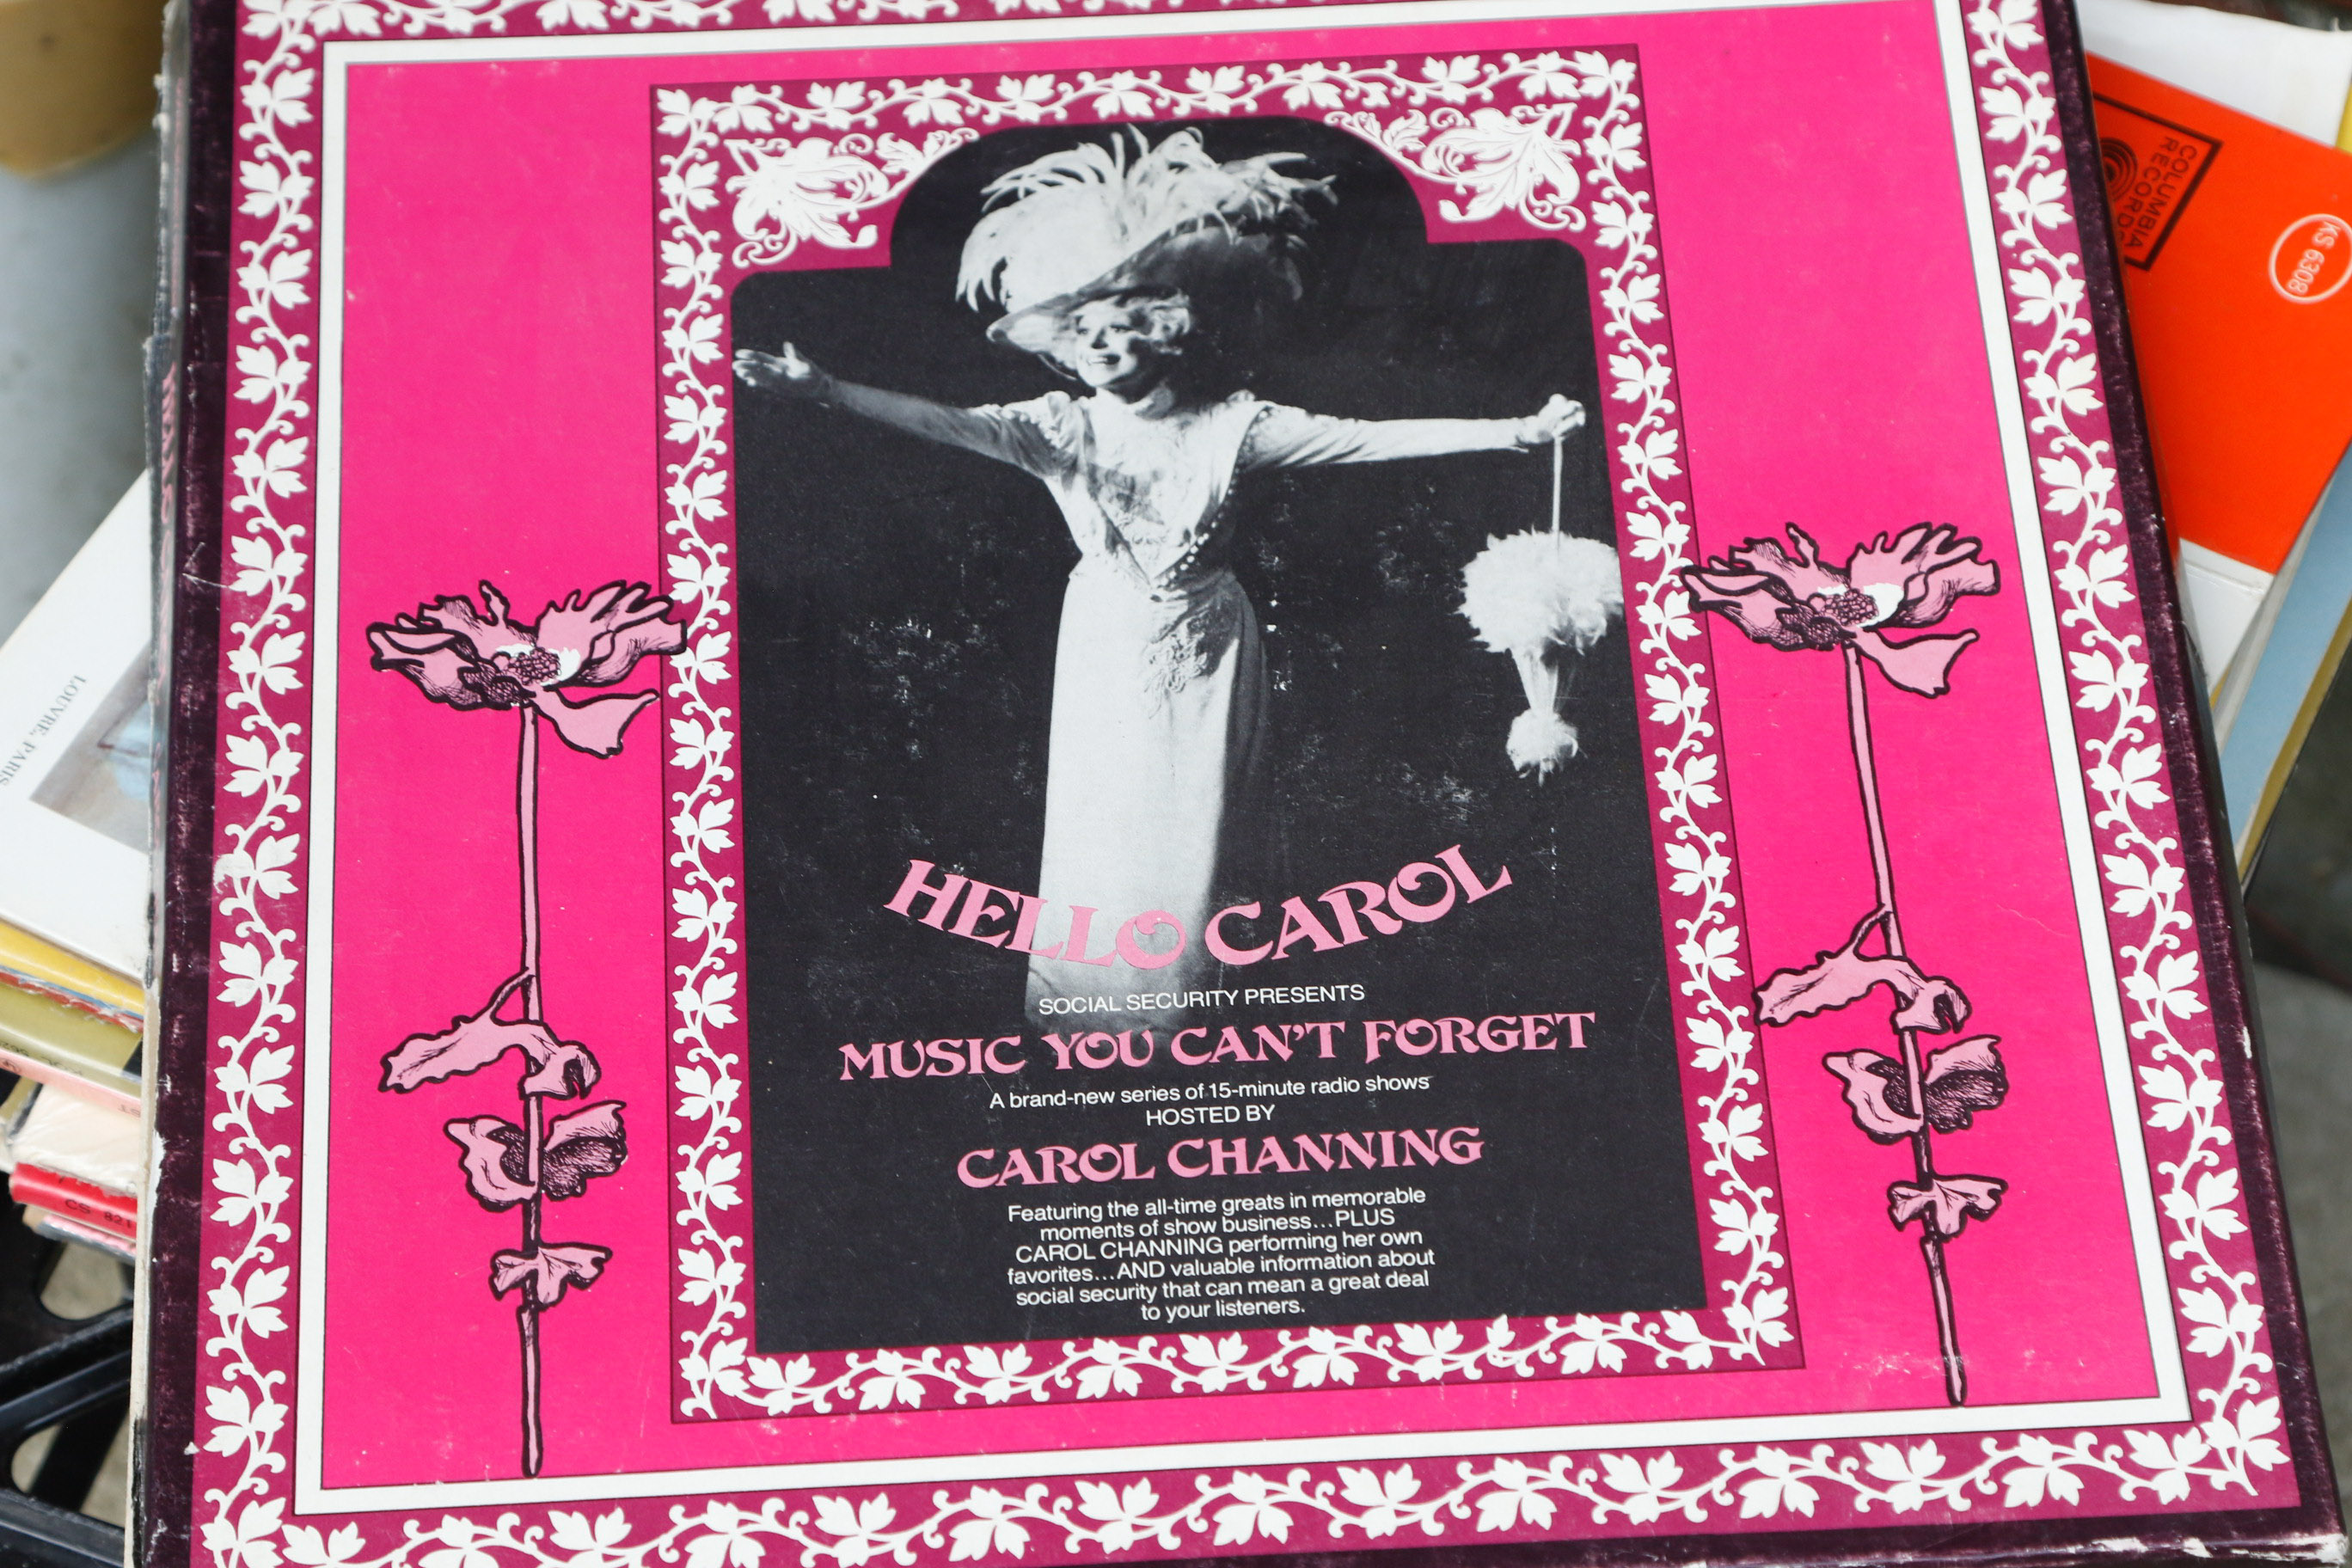 HELLO CAROL
SOCIAL SECURITY PRESENTS
MUSIC YOU CAN'T FORGET
A brand-new series of 15-minute radio shows
HOSTED BY
CAROL CHANNING
Featuring the all-time greats in memorable
moments of show business...PLUS
CAROL CHANNING performing her own
favorites...AND valuable information about
social security that can mean a great deal
to your listeners.
COLUMBIA
RECORDS
KS 6308
LOUVRE, PARIS
CS 821